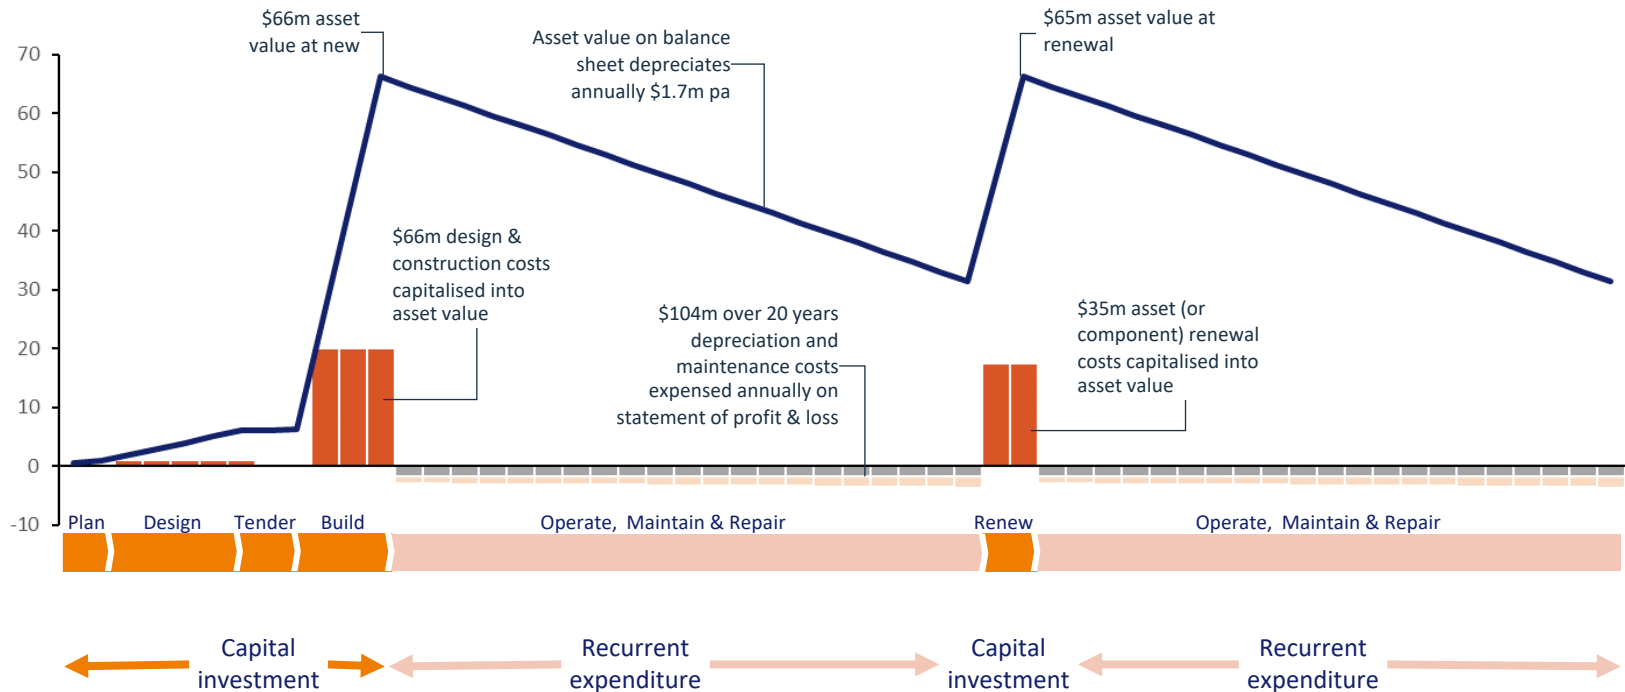 $66m asset
value at new
Asset value on balance
sheet depreciates
annually $1.7m pa
$65m asset value at
renewal
70
60
50
40
30
20
10
0
-10
$66m design &
construction costs
capitalised into
asset value
$104m over 20 years
depreciation and
maintenance costs
expensed annually on
statement of profit & loss
$35m asset (or
component) renewal
costs capitalised into
asset value
Plan Design Tender Build Operate, Maintain & Repair Renew Operate, Maintain & Repair
Capital
investment
Recurrent
expenditure
Capital
investment
Recurrent
expenditure